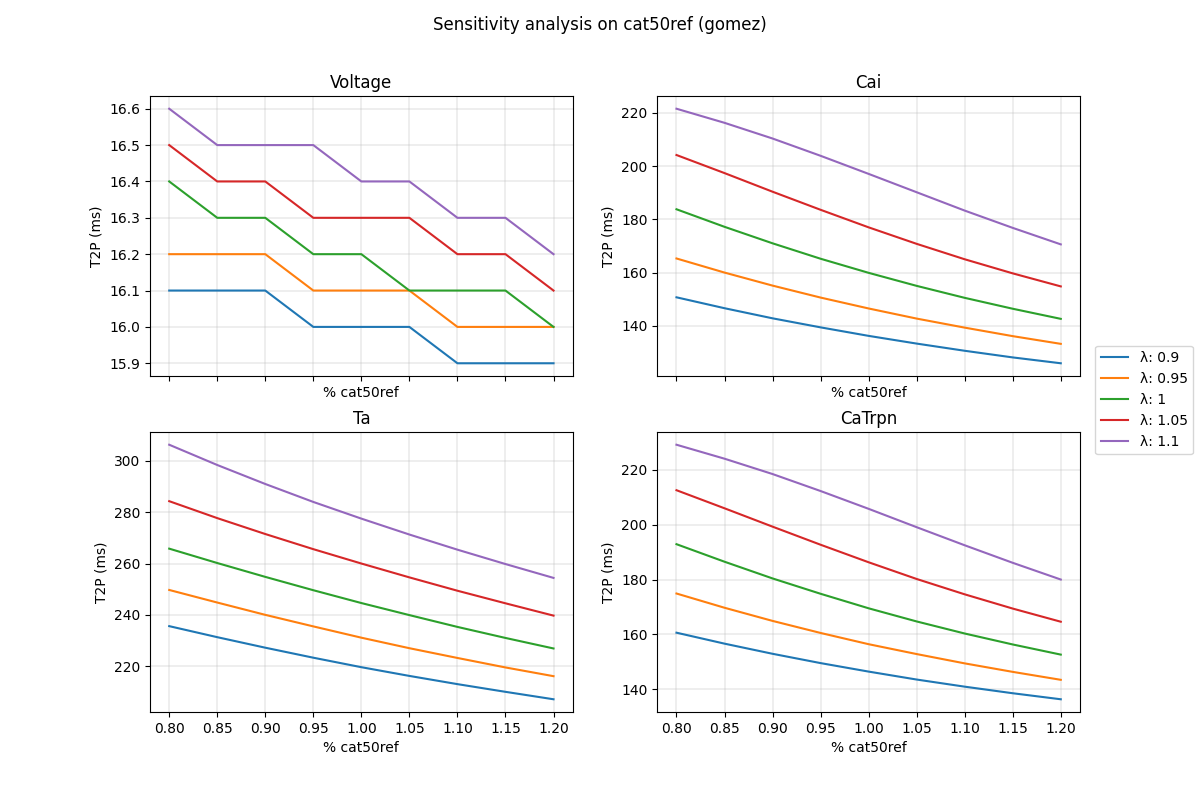 Sensitivity analysis on cat50ref (gomez)
Voltage
T2P (ms)
16.6
16.5
16.4
16.3
16.2
16.1
16.0
15.9
% cat50ref
Cai
T2P (ms)
220
200
180
160
140
% cat50ref
λ: 0.9
λ: 0.95
λ: 1
λ: 1.05
λ: 1.1
Ta
T2P (ms)
300
280
260
240
220
0.80 0.85 0.90 0.95 1.00 1.05 1.10 1.15 1.20
% cat50ref
CaTrpn
T2P (ms)
220
200
180
160
140
0.80 0.85 0.90 0.95 1.00 1.05 1.10 1.15 1.20
% cat50ref